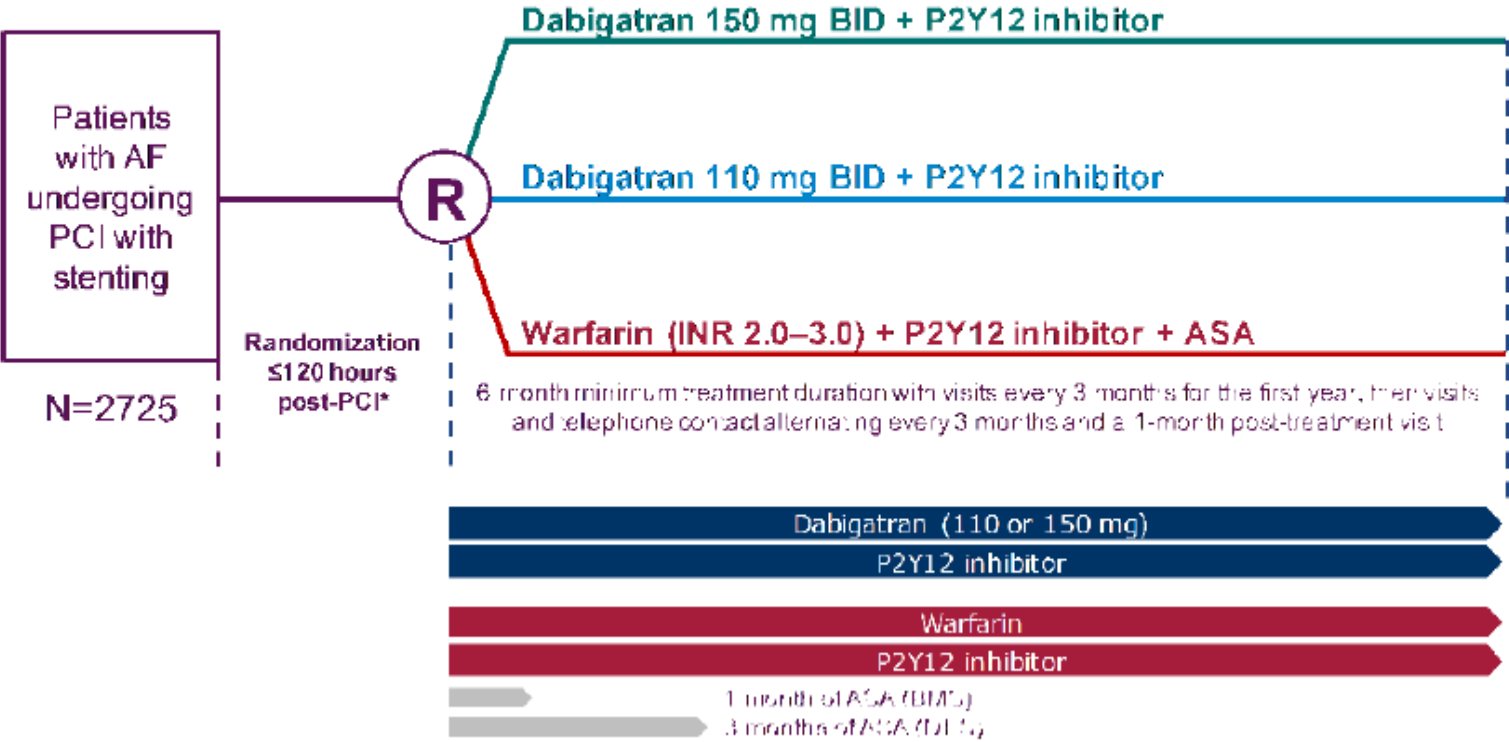 Dabigatran 150 mg BID + P2Y12 inhibitor
Patients
with AF
undergoing
PCI with
stenting
R
Dabigatran 110 mg BID + P2Y12 inhibitor
Warfarin (INR 2.0–3.0) + P2Y12 inhibitor + ASA
N=2725
Randomization
≤120 hours
post-PCI*
6 month minimum treatment duration with visits every 3 months for the first year, then visits
and telephone contact alternating every 3 months and a 1-month post-treatment visit
Dabigatran (110 or 150 mg)
P2Y12 inhibitor
Warfarin
P2Y12 inhibitor
1 month of ASA (BMS)
3 months of ASA (DES)